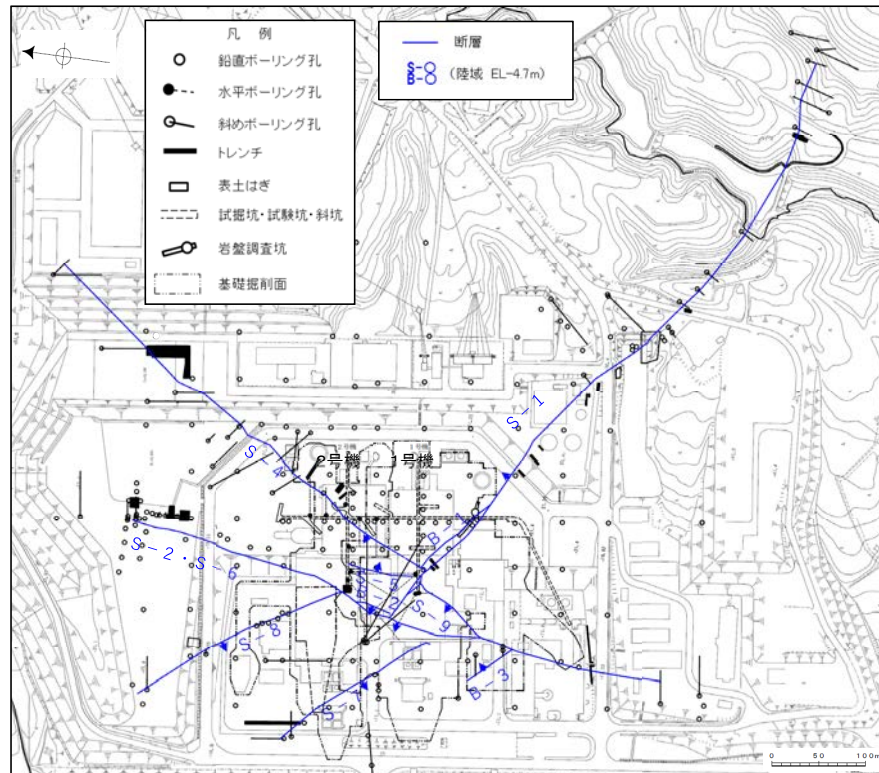 凡 例
鉛直ボーリング孔
水平ボーリング孔
斜めボーリング孔
トレンチ
表土はぎ
試掘坑・試験坑・斜坑
岩盤調査坑
基礎掘削面
断層
S-○
B-○
(陸域 EL-4.7m)
S-1
S-4
号機
1号機
B-1
S-2・S-6
S-5
B-2
S-9
S-8
S-7
B-3
0 50 100m